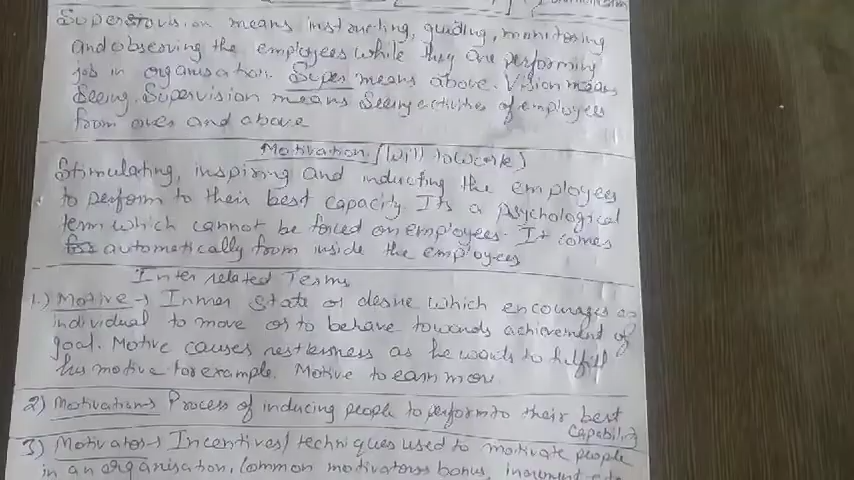 Supervision means instructing, guiding, monitoring
and observing the employees while they are performing
job in organisation. Super means above. Vision means
Seeing. Supervision means Seeing activities of employees
from over and above
Motivation (Will to Work)
Stimulating, inspiring and inducting the employees
to perform to their best capacity. Its a psychological
term which cannot be forced on employees. It comes
automatically from inside the employees
Inter related Terms
1.) Motive → Inner State or desire which encourages an
individual to move or to behave towards achievement of
goal. Motive causes restlessness as he wants to fulfill
his motive for example. Motive to earn mor
2) Motivation → Process of inducing people to perform to their best
Capability
3) Motivators → Incentives/techniques used to motivate people
in an organisation. Common motivators bonus, increment etc